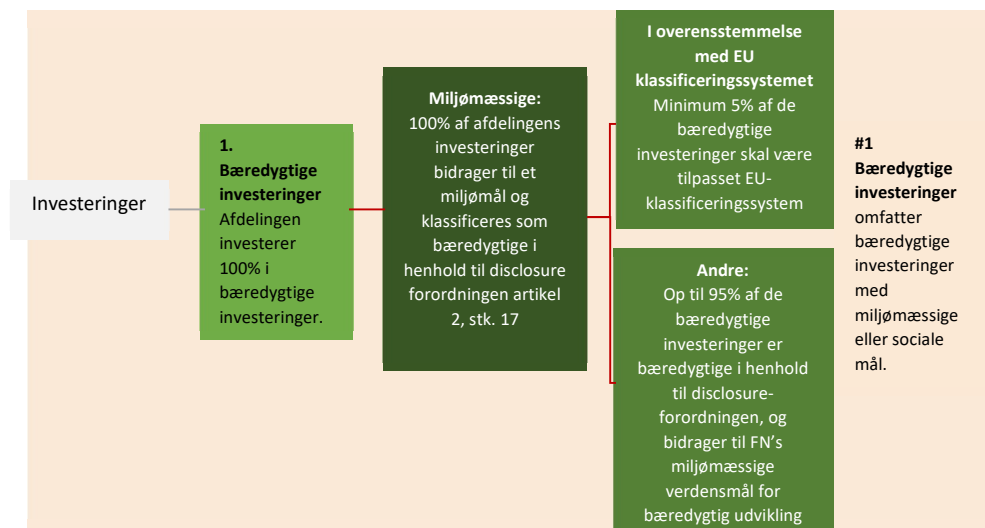 Investeringer
1.
Bæredygtige
investeringer
Afdelingen
investerer
100% i
bæredygtige
investeringer.
Miljømæssige:
100% af afdelingens
investeringer
bidrager til et
miljømål og
klassificeres som
bæredygtige i
henhold til disclosure
forordningen artikel
2, stk. 17
I overensstemmelse
med EU
klassificeringssystemet
Minimum 5% af de
bæredygtige
investeringer skal være
tilpasset EU-
klassificeringssystem
Andre:
Op til 95% af de
bæredygtige
investeringer er
bæredygtige i henhold
til disclosure-
forordningen, og
bidrager til FN’s
miljømæssige
verdensmål for
bæredygtig udvikling
#1
Bæredygtige
investeringer
omfatter
bæredygtige
investeringer
med
miljømæssige
eller sociale
mål.